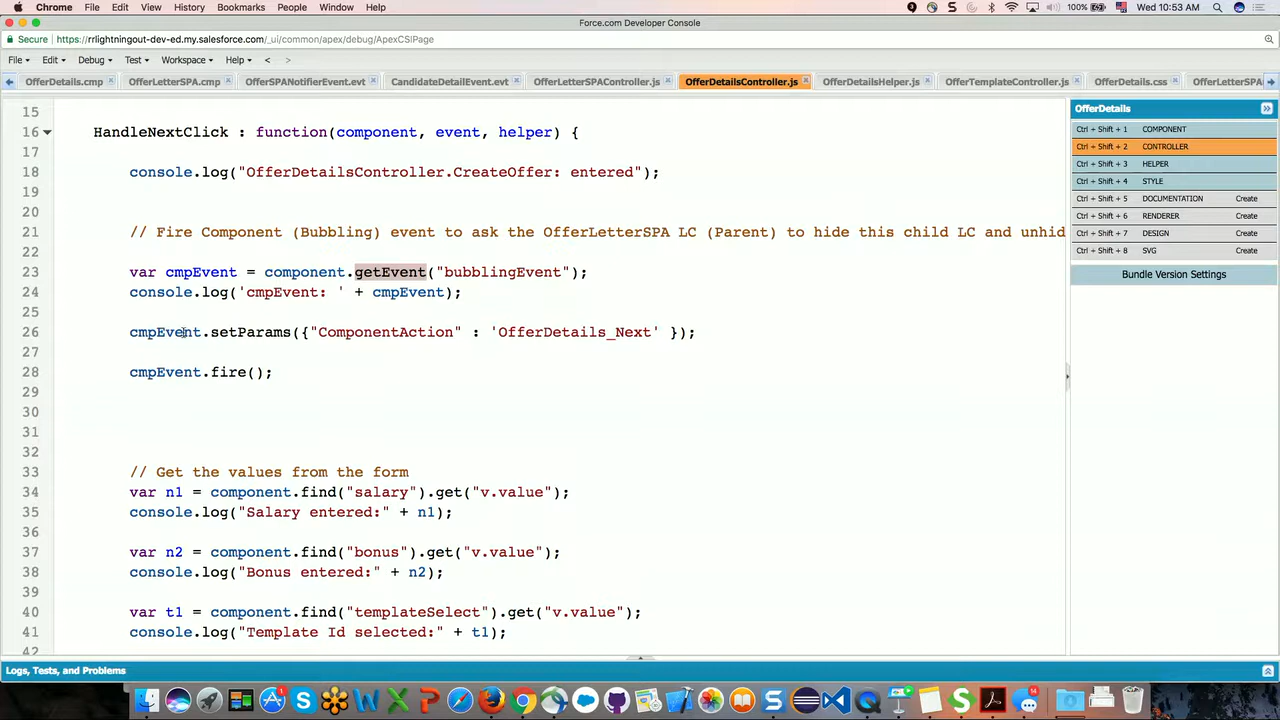 Chrome File Edit View History Bookmarks People Window Help 100% Wed 10:53 AM
Force.com Developer Console
Secure https://rrlightningout-dev-ed.my.salesforce.com/_ui/common/apex/debug/ApexCSIPage
File Edit Debug Test Workspace Help < >
OfferDetails.cmp OfferLetterSPA.cmp OfferSPANotifierEvent.evt CandidateDetailEvent.evt OfferLetterSPAController.js OfferDetailsController.js OfferDetailsHelper.js OfferTemplateController.js OfferDetails.css OfferLetterSPA
15
16 HandleNextClick : function(component, event, helper) {
17
18 console.log("OfferDetailsController.CreateOffer: entered");
19
20
21 // Fire Component (Bubbling) event to ask the OfferLetterSPA LC (Parent) to hide this child LC and unhid
22
23 var cmpEvent = component.getEvent("bubblingEvent");
24 console.log('cmpEvent: ' + cmpEvent);
25
26 cmpEvent.setParams({"ComponentAction" : 'OfferDetails_Next' });
27
28 cmpEvent.fire();
29
30
31
32
33 // Get the values from the form
34 var n1 = component.find("salary").get("v.value");
35 console.log("Salary entered:" + n1);
36
37 var n2 = component.find("bonus").get("v.value");
38 console.log("Bonus entered:" + n2);
39
40 var t1 = component.find("templateSelect").get("v.value");
41 console.log("Template Id selected:" + t1);
42
OfferDetails
Ctrl + Shift + 1 COMPONENT
Ctrl + Shift + 2 CONTROLLER
Ctrl + Shift + 3 HELPER
Ctrl + Shift + 4 STYLE
Ctrl + Shift + 5 DOCUMENTATION Create
Ctrl + Shift + 6 RENDERER Create
Ctrl + Shift + 7 DESIGN Create
Ctrl + Shift + 8 SVG Create
Bundle Version Settings
Logs, Tests, and Problems